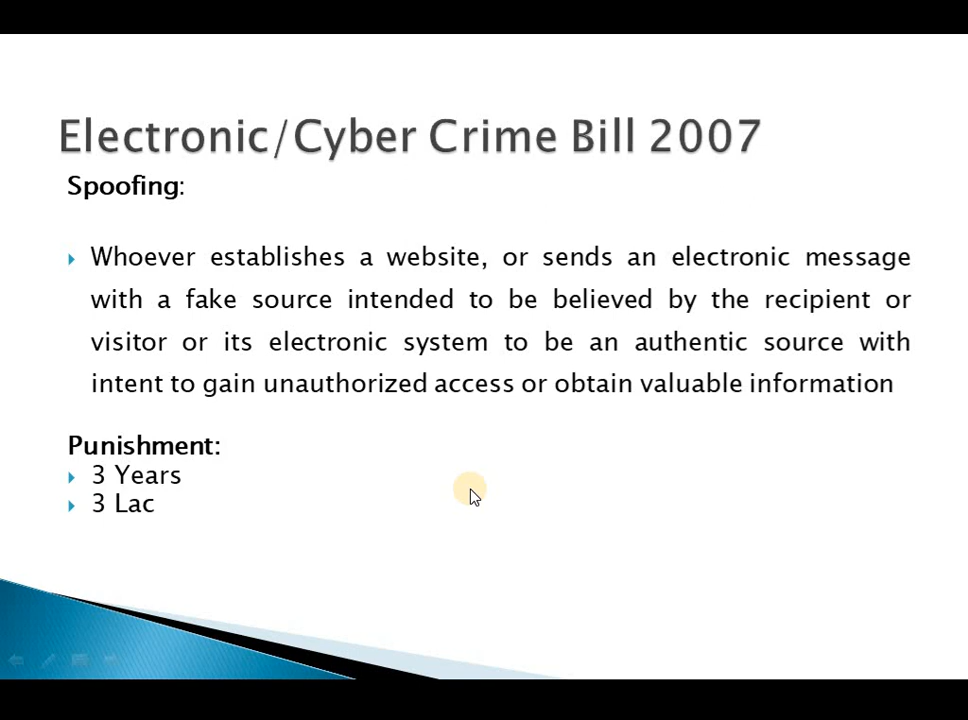 Electronic/Cyber Crime Bill 2007
Spoofing:
Whoever establishes a website, or sends an electronic message
with a fake source intended to be believed by the recipient or
visitor or its electronic system to be an authentic source with
intent to gain unauthorized access or obtain valuable information
Punishment:
3 Years
3 Lac